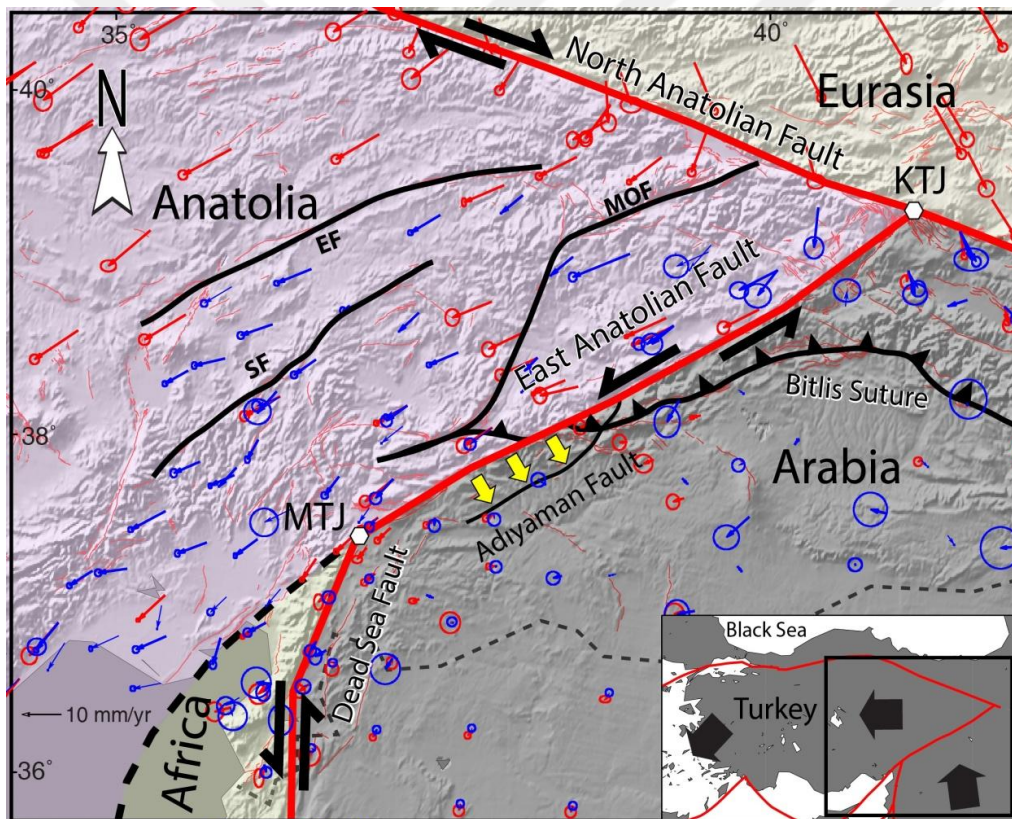 35°
40°
40°
North Anatolian Fault
Eurasia
N
KTJ
Anatolia
MOF
EF
East Anatolian Fault
SF
Bitlis Suture
38°
Arabia
Adıyaman Fault
MTJ
Dead Sea Fault
Black Sea
10 mm/yr
Turkey
Africa
36°